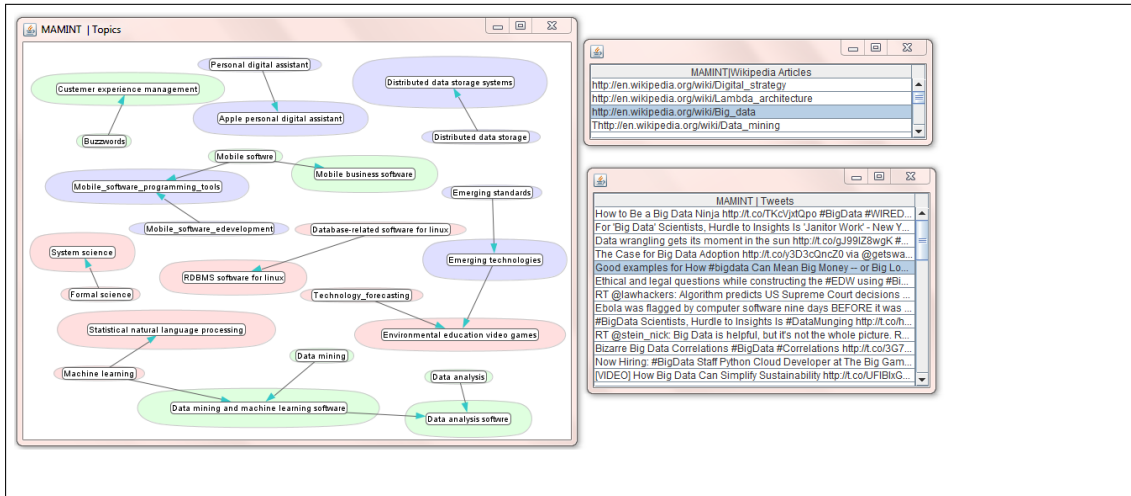 MAMINT | Topics
Personal digital assistant
Distributed data storage systems
Custemer experience management
Apple personal digital assistant
Distributed data storage
Buzzwords
Mobile softwre
Mobile business software
Mobile_software_programming_tools
Emerging standards
Mobile_software_edevelopment
Database-related software for linux
System science
Emerging technologies
RDBMS software for linux
Formal science
Technology_forecasting
Statistical natural language processing
Environmental education video games
Data mining
Machine learning
Data analysis
Data mining and machine learning software
Data analysis softwre
MAMINT|Wikipedia Articles
http://en.wikipedia.org/wiki/Digital_strategy
http://en.wikipedia.org/wiki/Lambda_architecture
http://en.wikipedia.org/wiki/Big_data
Thttp://en.wikipedia.org/wiki/Data_mining
MAMINT | Tweets
How to Be a Big Data Ninja http://t.co/TKcVjxtQpo #BigData #WIRED...
For 'Big Data' Scientists, Hurdle to Insights Is 'Janitor Work' - New Y...
Data wrangling gets its moment in the sun http://t.co/gJ99IZ8wgK #...
The Case for Big Data Adoption http://t.co/y3D3cQncZ0 via @getswa...
Good examples for How #bigdata Can Mean Big Money -- or Big Lo...
Ethical and legal questions while constructing the #EDW using #Bi...
RT @lawhackers: Algorithm predicts US Supreme Court decisions ...
Ebola was flagged by computer software nine days BEFORE it was ...
#BigData Scientists, Hurdle to Insights Is #DataMunging http://t.co/h...
RT @stein_nick: Big Data is helpful, but it's not the whole picture. R...
Bizarre Big Data Correlations #BigData #Correlations http://t.co/3G7...
Now Hiring: #BigData Staff Python Cloud Developer at The Big Gam...
[VIDEO] How Big Data Can Simplify Sustainability http://t.co/UFIBlxG...